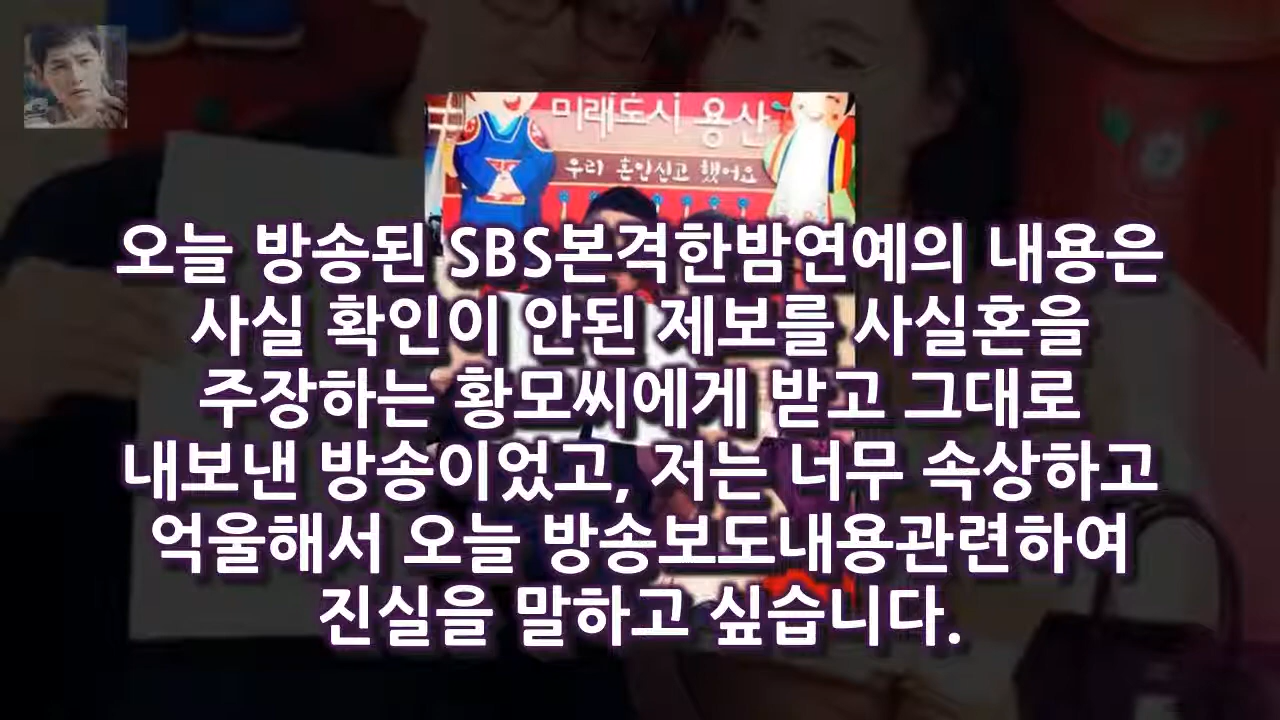 미래도시 용산
우리 혼인신고 했어요
오늘 방송된 SBS본격한밤연예의 내용은
사실 확인이 안된 제보를 사실혼을
주장하는 황모씨에게 받고 그대로
내보낸 방송이었고, 저는 너무 속상하고
억울해서 오늘 방송보도내용관련하여
진실을 말하고 싶습니다.